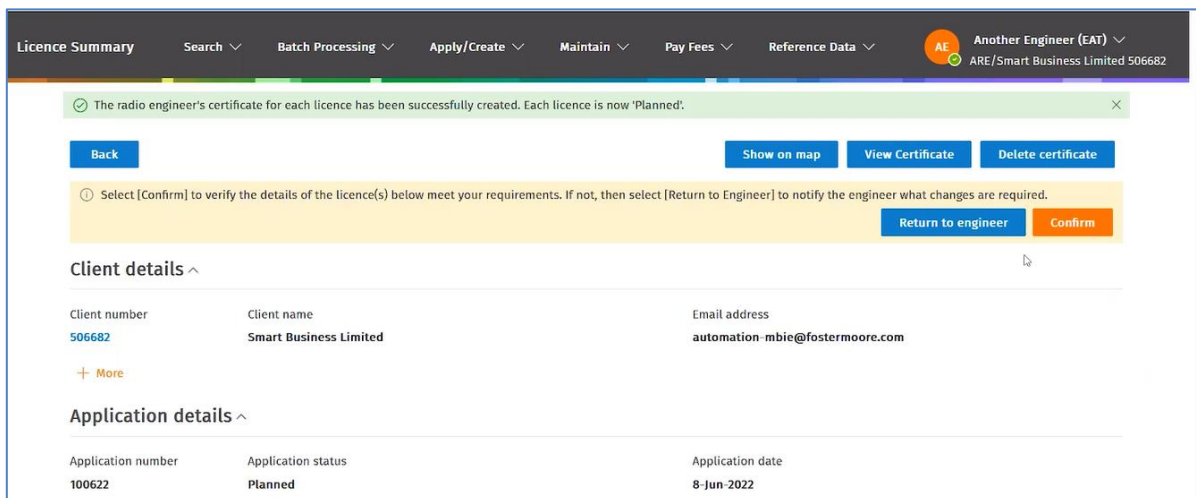 Licence Summary Search Batch Processing Apply/Create Maintain Pay Fees Reference Data AE Another Engineer (EAT)
ARE/Smart Business Limited 506682
The radio engineer's certificate for each licence has been successfully created. Each licence is now 'Planned'.
Back Show on map View Certificate Delete certificate
Select [Confirm] to verify the details of the licence(s) below meet your requirements. If not, then select [Return to Engineer] to notify the engineer what changes are required.
Return to engineer Confirm
Client details
Client number Client name Email address
506682 Smart Business Limited automation-mbie@fostermoore.com
+ More
Application details
Application number Application status Application date
100622 Planned 8-Jun-2022